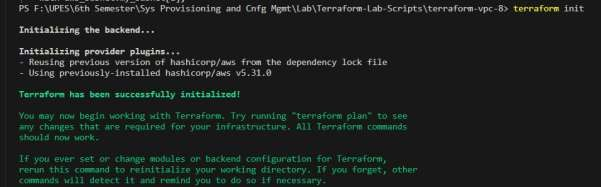 PS F:\UPES\6th Semester\Sys Provisioning and Cnfg Mgmt\Lab\Terraform-Lab-Scripts\terraform-vpc-8> terraform init
Initializing the backend...
Initializing provider plugins...
- Reusing previous version of hashicorp/aws from the dependency lock file
- Using previously-installed hashicorp/aws v5.31.0
Terraform has been successfully initialized!
You may now begin working with Terraform. Try running "terraform plan" to see
any changes that are required for your infrastructure. All Terraform commands
should now work.
If you ever set or change modules or backend configuration for Terraform,
rerun this command to reinitialize your working directory. If you forget, other
commands will detect it and remind you to do so if necessary.